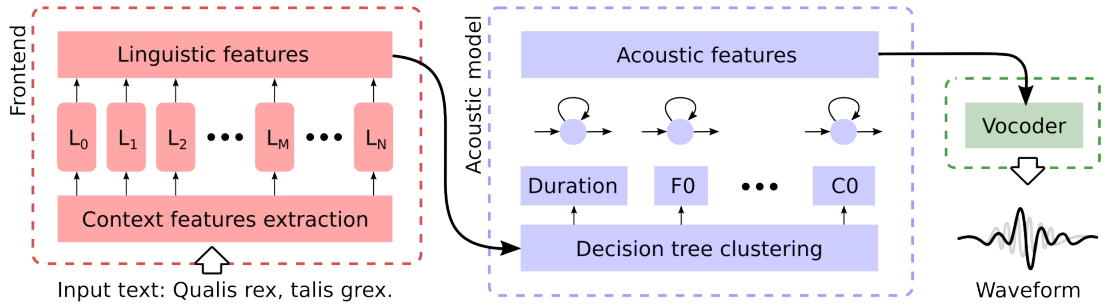 Frontend
Linguistic features
L0 L1 L2 ••• LM ••• LN
Context features extraction
Input text: Qualis rex, talis grex.
Acoustic model
Acoustic features
Duration F0 ••• C0
Decision tree clustering
Vocoder
Waveform